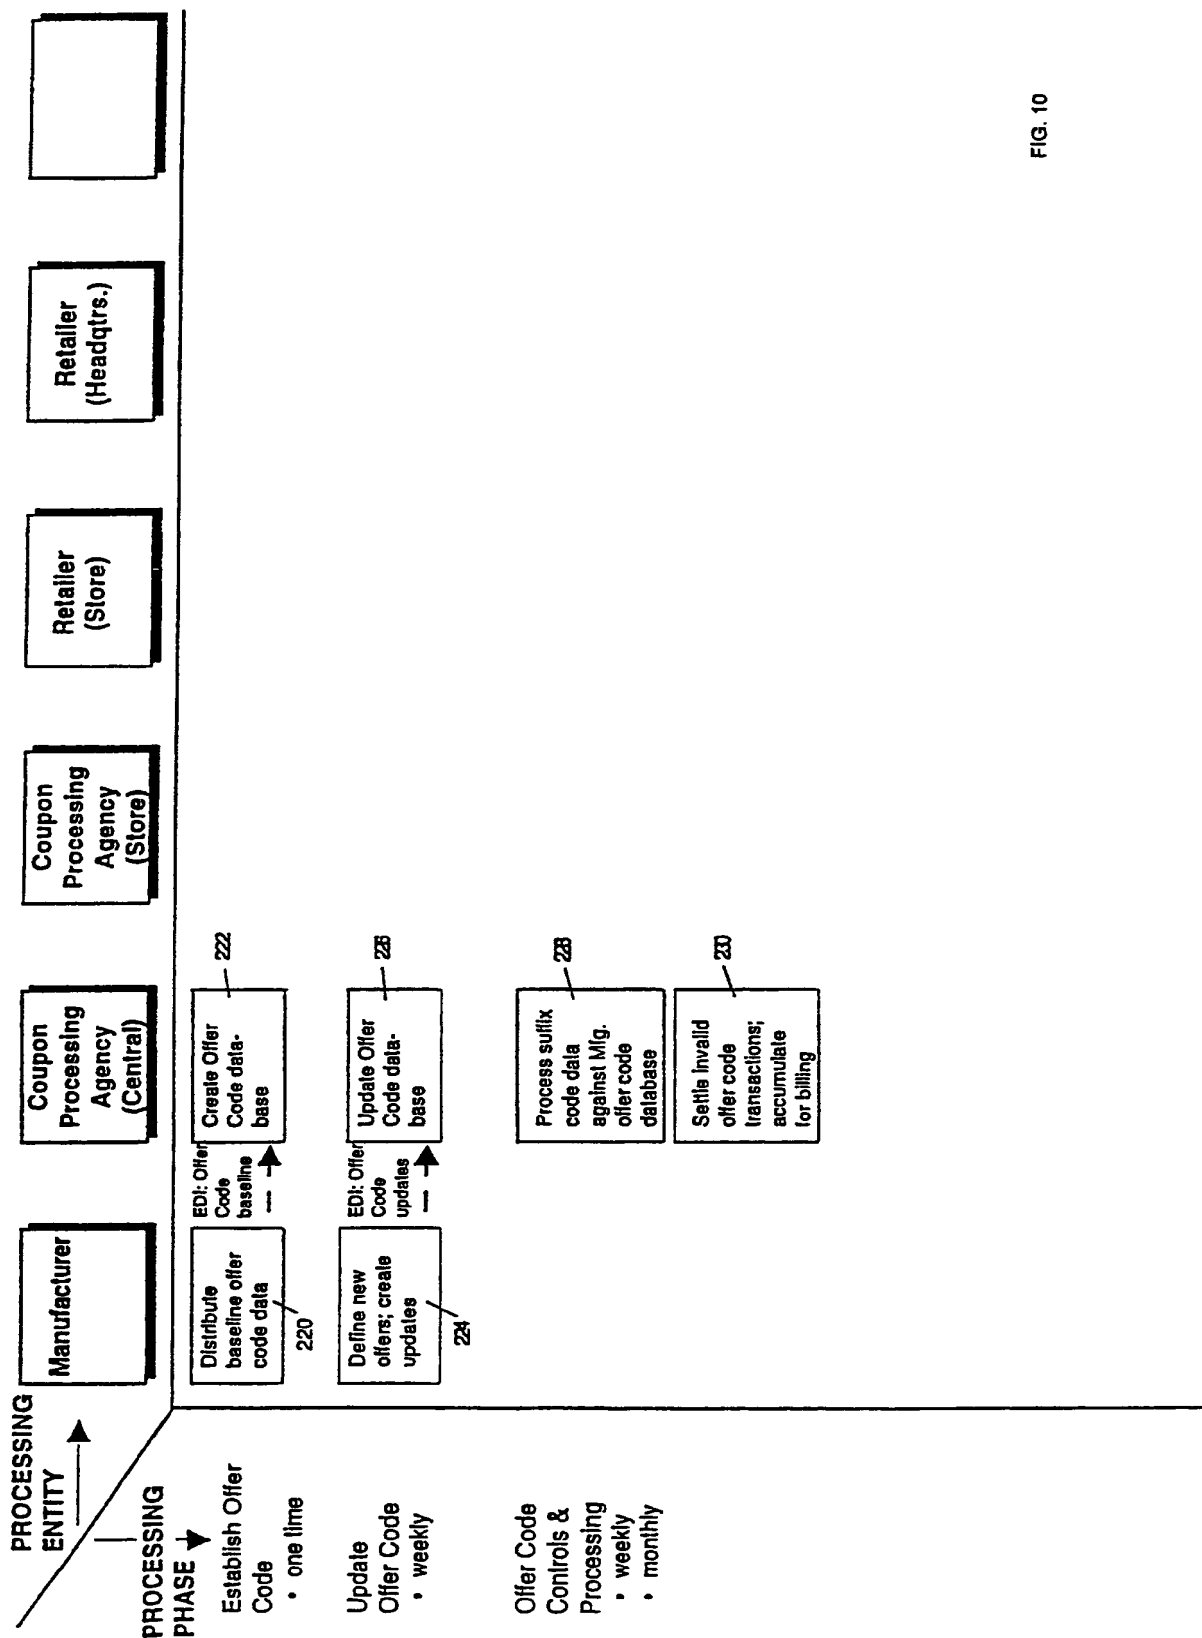 PROCESSING
ENTITY
PROCESSING
PHASE
Manufacturer
Coupon
Processing
Agency
(Central)
Coupon
Processing
Agency
(Store)
Retailer
(Store)
Retailer
(Headqtrs.)
Establish Offer
Code
• one time
Distribute
baseline offer
code data
220
EDI: Offer
Code
baseline
Create Offer
Code data-
base
222
Update
Offer Code
• weekly
Define new
offers; create
updates
224
EDI: Offer
Code
updates
Update Offer
Code data-
base
226
Offer Code
Controls &
Processing
• weekly
• monthly
Process suffix
code data
against Mfg.
offer code
database
228
Settle invalid
offer code
transactions;
accumulate
for billing
230
FIG. 10